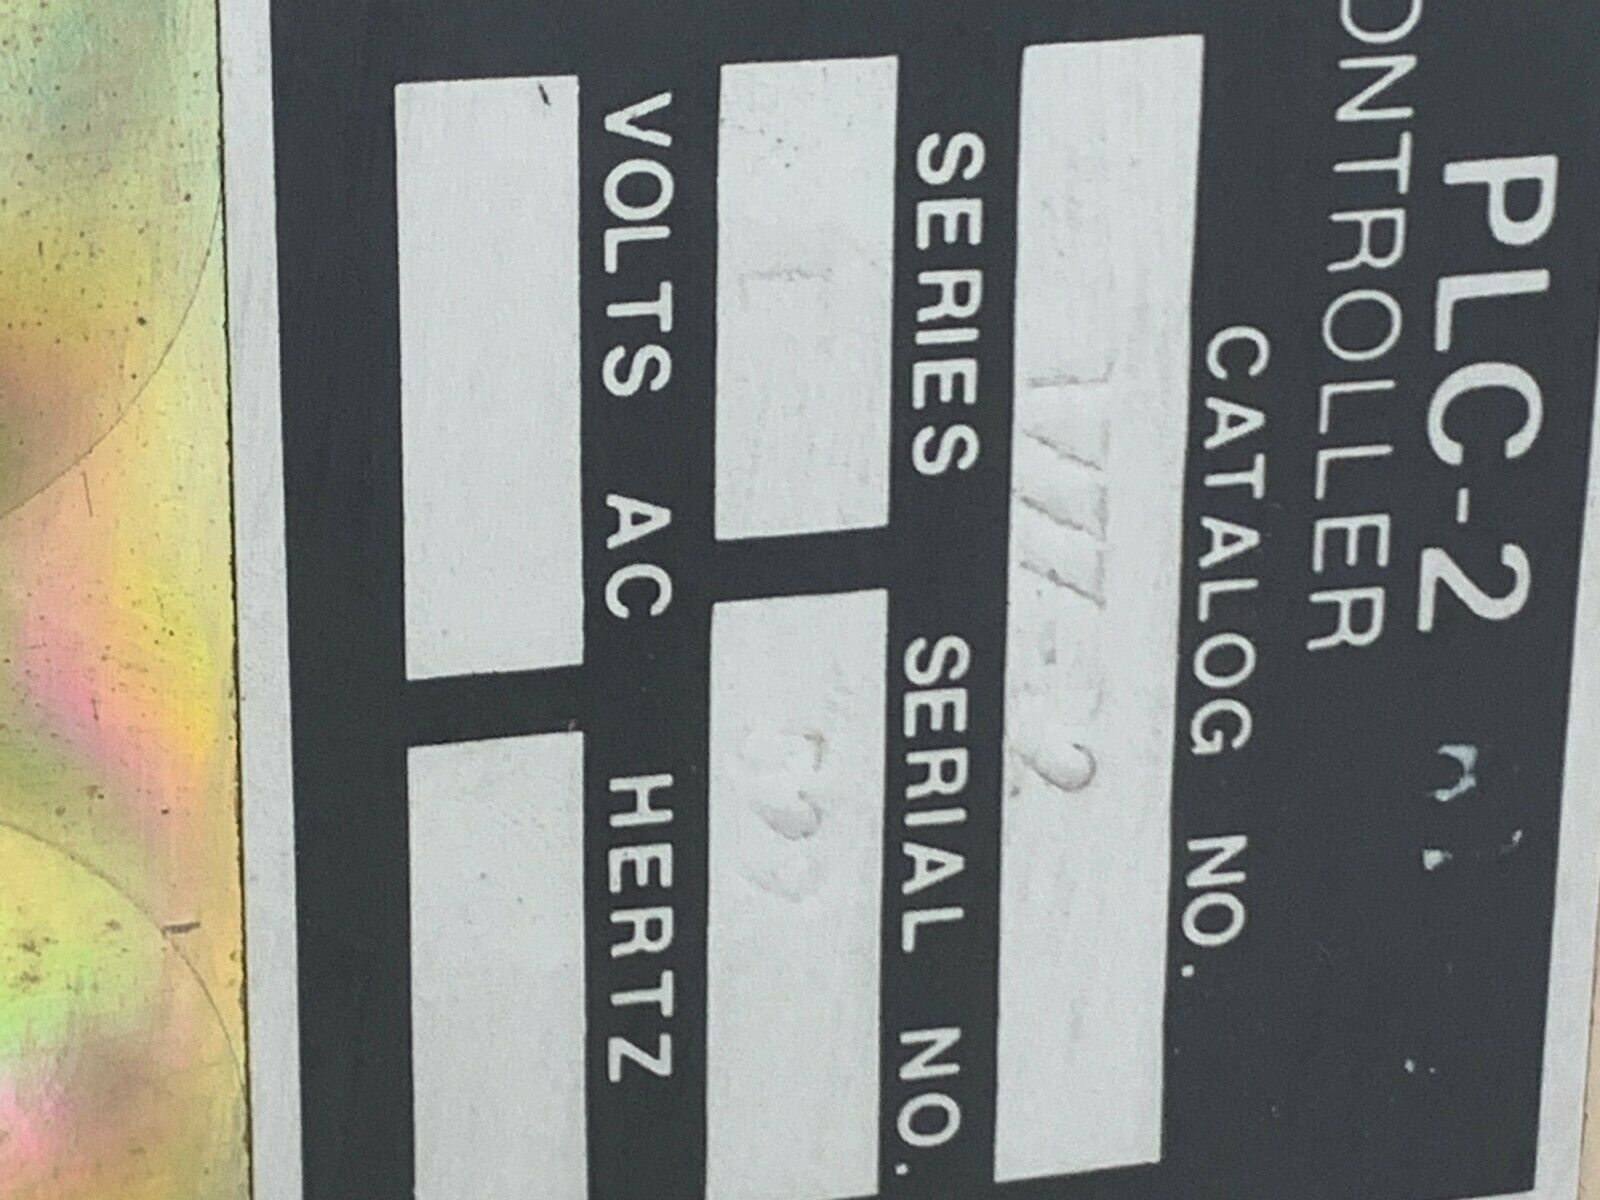 PLC-2
ONTROLLER
CATALOG NO.
SERIES SERIAL NO.
VOLTS AC HERTZ